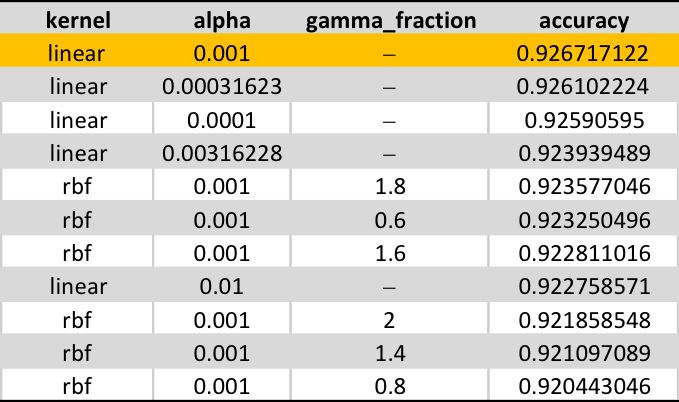 kernel alpha gamma_fraction accuracy
linear 0.001 – 0.926717122
linear 0.00031623 – 0.926102224
linear 0.0001 – 0.92590595
linear 0.00316228 – 0.923939489
rbf 0.001 1.8 0.923577046
rbf 0.001 0.6 0.923250496
rbf 0.001 1.6 0.922811016
linear 0.01 – 0.922758571
rbf 0.001 2 0.921858548
rbf 0.001 1.4 0.921097089
rbf 0.001 0.8 0.920443046